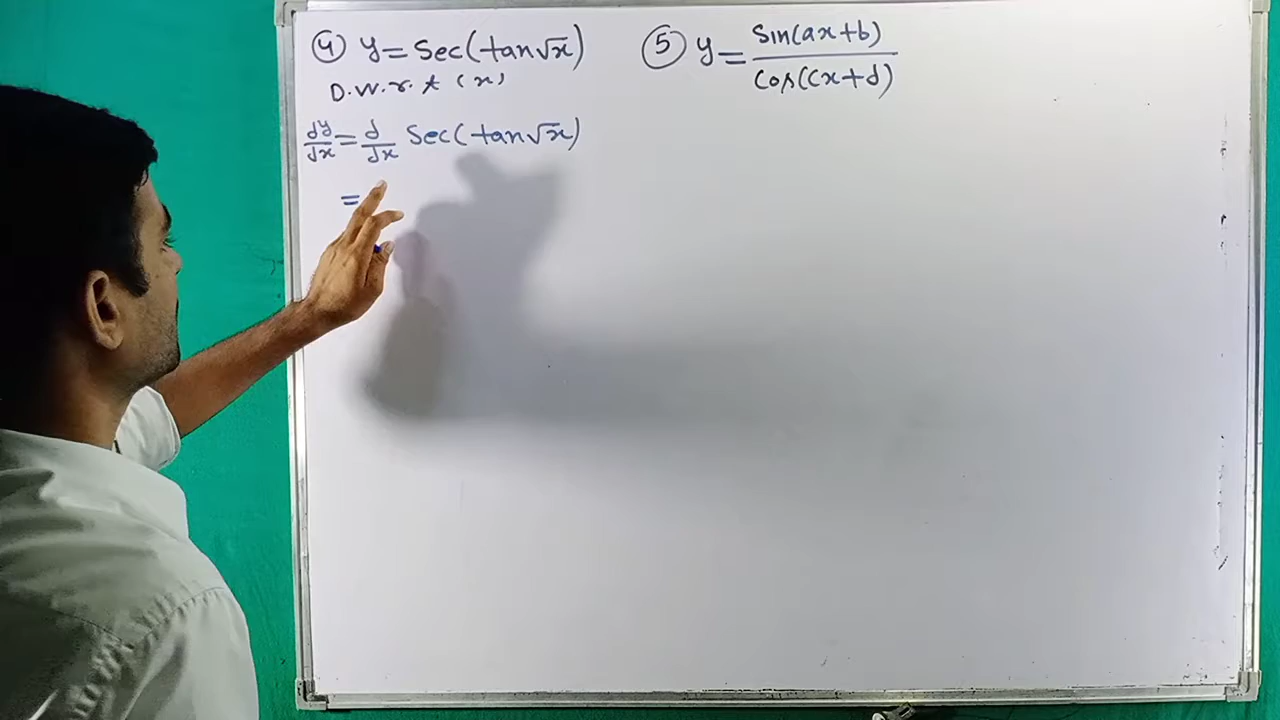 ④ y = Sec(tan√x)
D.w.r.t (x)
dy/dx = d/dx Sec(tan√x)
=
⑤ y = Sin(ax+b)/Cos(cx+d)